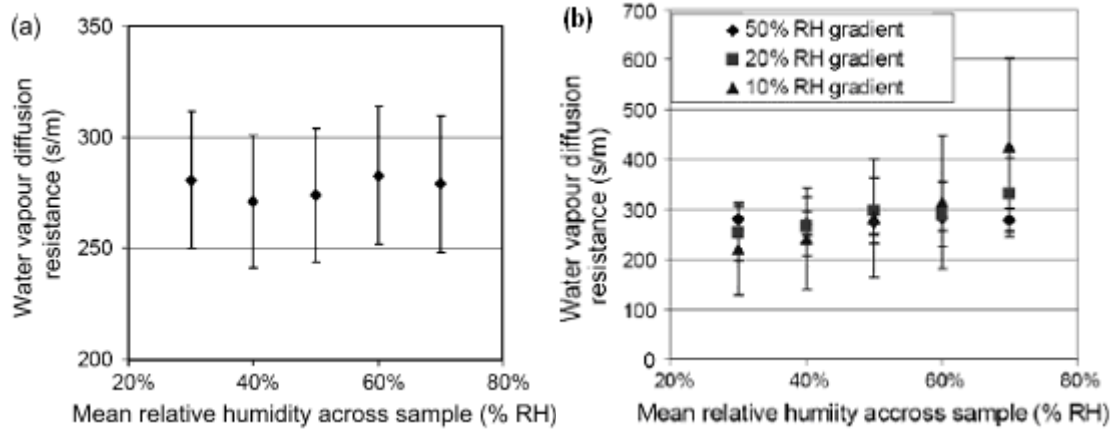 (a)
350
300
250
200
20%
40%
60%
80%
Water vapour diffusion
resistance (s/m)
Mean relative humidity across sample (% RH)
(b)
700
600
500
400
300
200
100
0
20%
40%
60%
80%
50% RH gradient
20% RH gradient
10% RH gradient
Water vapour diffusion
resistance (s/m)
Mean relative humiity accross sample (% RH)